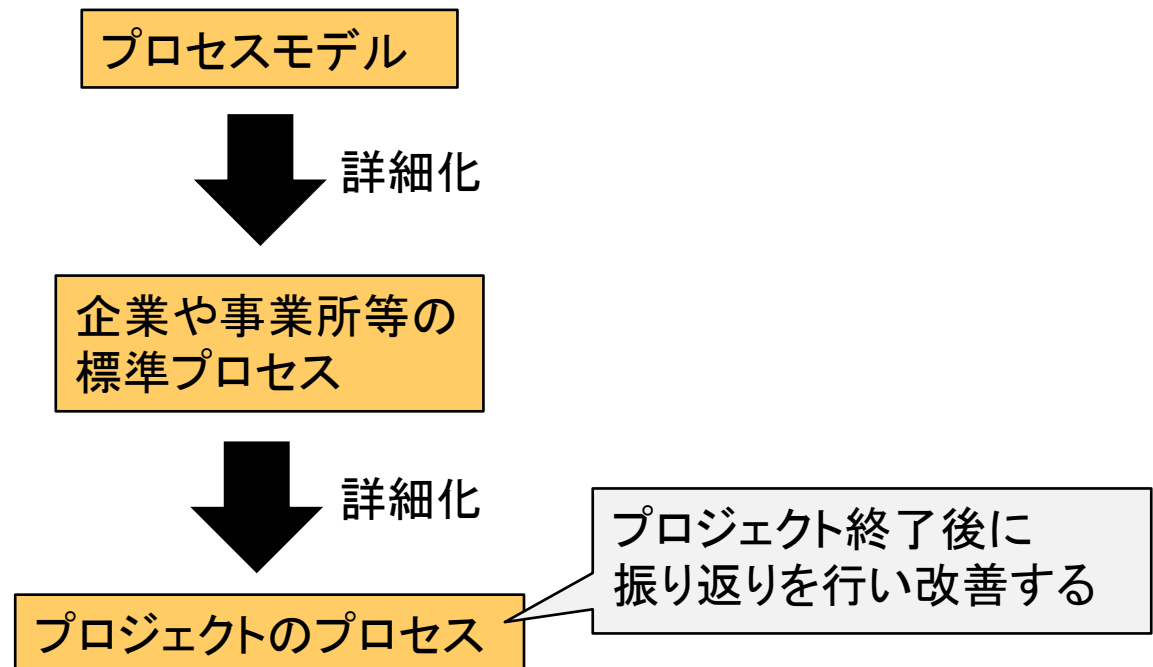 プロセスモデル
詳細化
企業や事業所等の
標準プロセス
詳細化
プロジェクト終了後に
振り返りを行い改善する
プロジェクトのプロセス